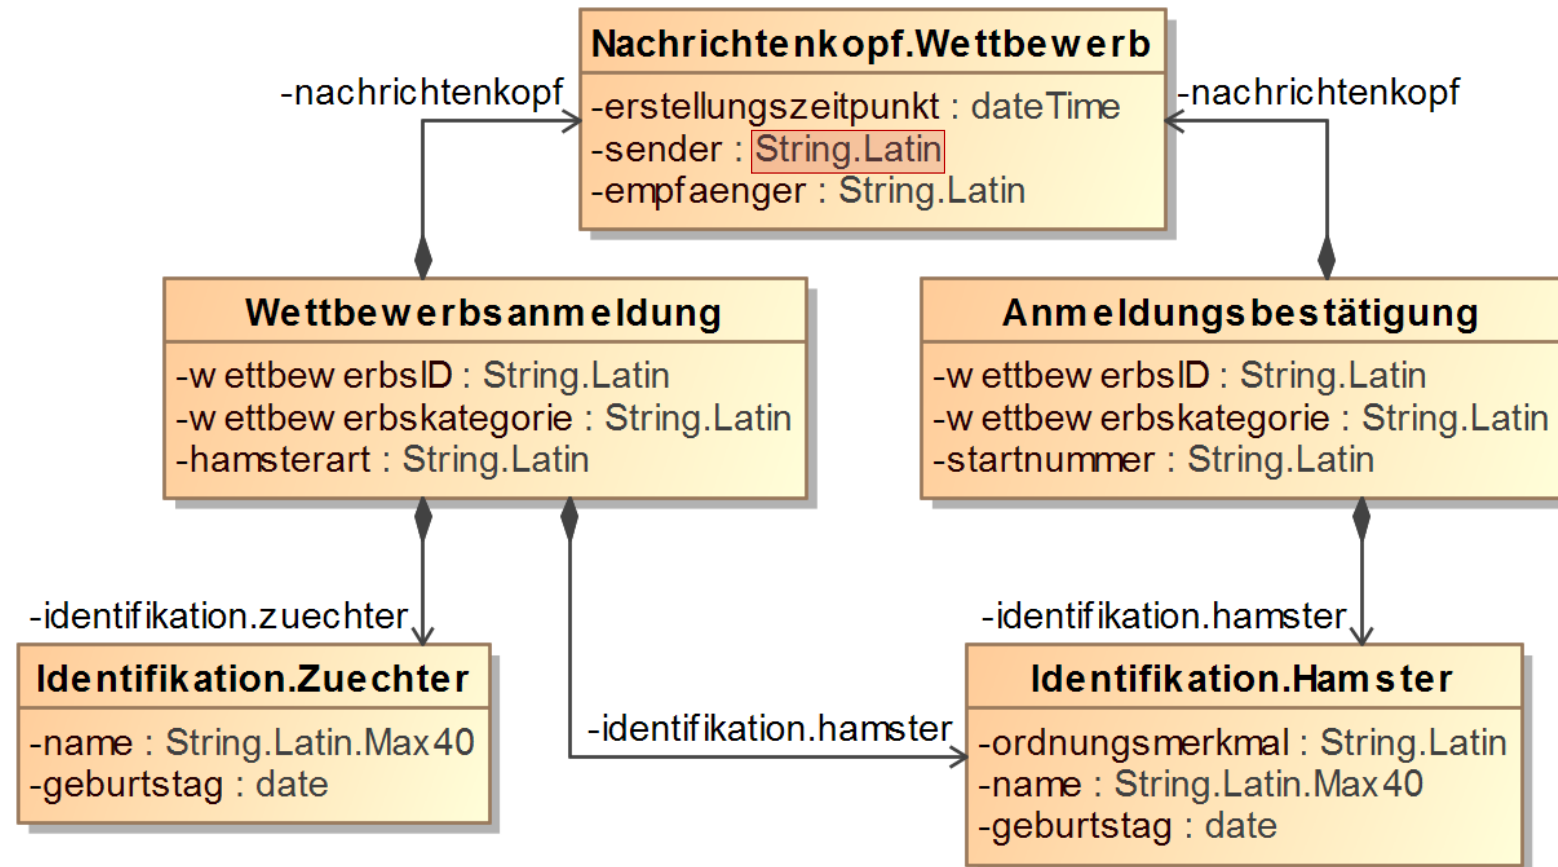 Nachrichtenkopf.Wettbewerb
-erstellungszeitpunkt : dateTime
-sender : String.Latin
-empfaenger : String.Latin
-nachrichtenkopf
-nachrichtenkopf
Wettbewerbsanmeldung
-wettbewerbsID : String.Latin
-wettbewerbskategorie : String.Latin
-hamsterart : String.Latin
Anmeldungsbestätigung
-wettbewerbsID : String.Latin
-wettbewerbskategorie : String.Latin
-startnummer : String.Latin
-identifikation.zuechter
-identifikation.hamster
-identifikation.hamster
Identifikation.Zuechter
-name : String.Latin.Max40
-geburtstag : date
Identifikation.Hamster
-ordnungsmerkmal : String.Latin
-name : String.Latin.Max40
-geburtstag : date